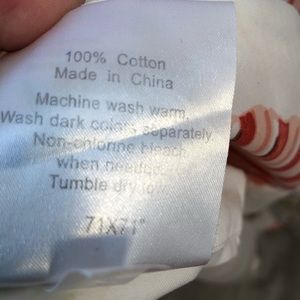 100% Cotton
Made in China
Machine wash warm,
Wash dark colors separately
Non-chlorine bleach
when needed
Tumble dry low
71X71"